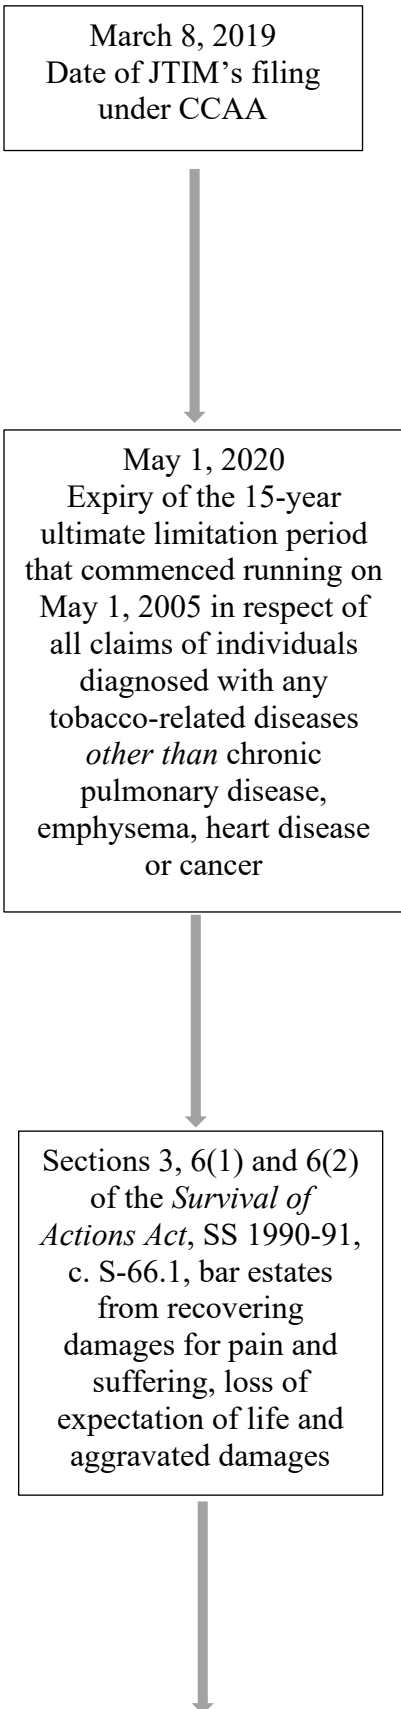 March 8, 2019
Date of JTIM’s filing
under CCAA
May 1, 2020
Expiry of the 15-year
ultimate limitation period
that commenced running on
May 1, 2005 in respect of
all claims of individuals
diagnosed with any
tobacco-related diseases
other than chronic
pulmonary disease,
emphysema, heart disease
or cancer
Sections 3, 6(1) and 6(2)
of the Survival of
Actions Act, SS 1990-91,
c. S-66.1, bar estates
from recovering
damages for pain and
suffering, loss of
expectation of life and
aggravated damages